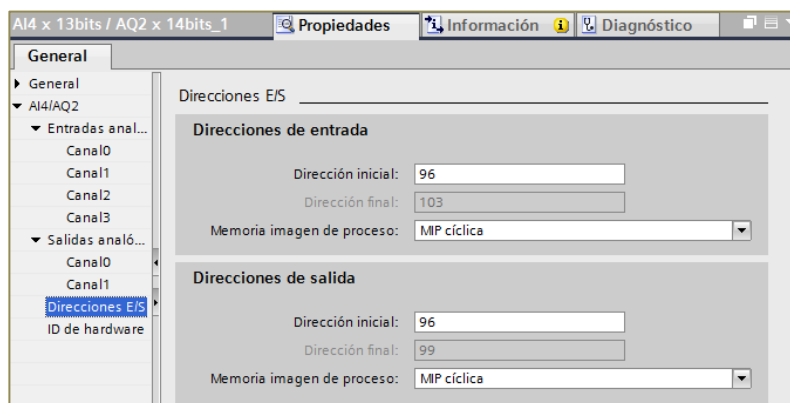 AI4 x 13bits / AQ2 x 14bits_1
Propiedades
Información
Diagnóstico
General
General
AI4/AQ2
Entradas anal...
Canal0
Canal1
Canal2
Canal3
Salidas analó...
Canal0
Canal1
Direcciones E/S
ID de hardware
Direcciones E/S
Direcciones de entrada
Dirección inicial: 96
Dirección final: 103
Memoria imagen de proceso: MIP cíclica
Direcciones de salida
Dirección inicial: 96
Dirección final: 99
Memoria imagen de proceso: MIP cíclica